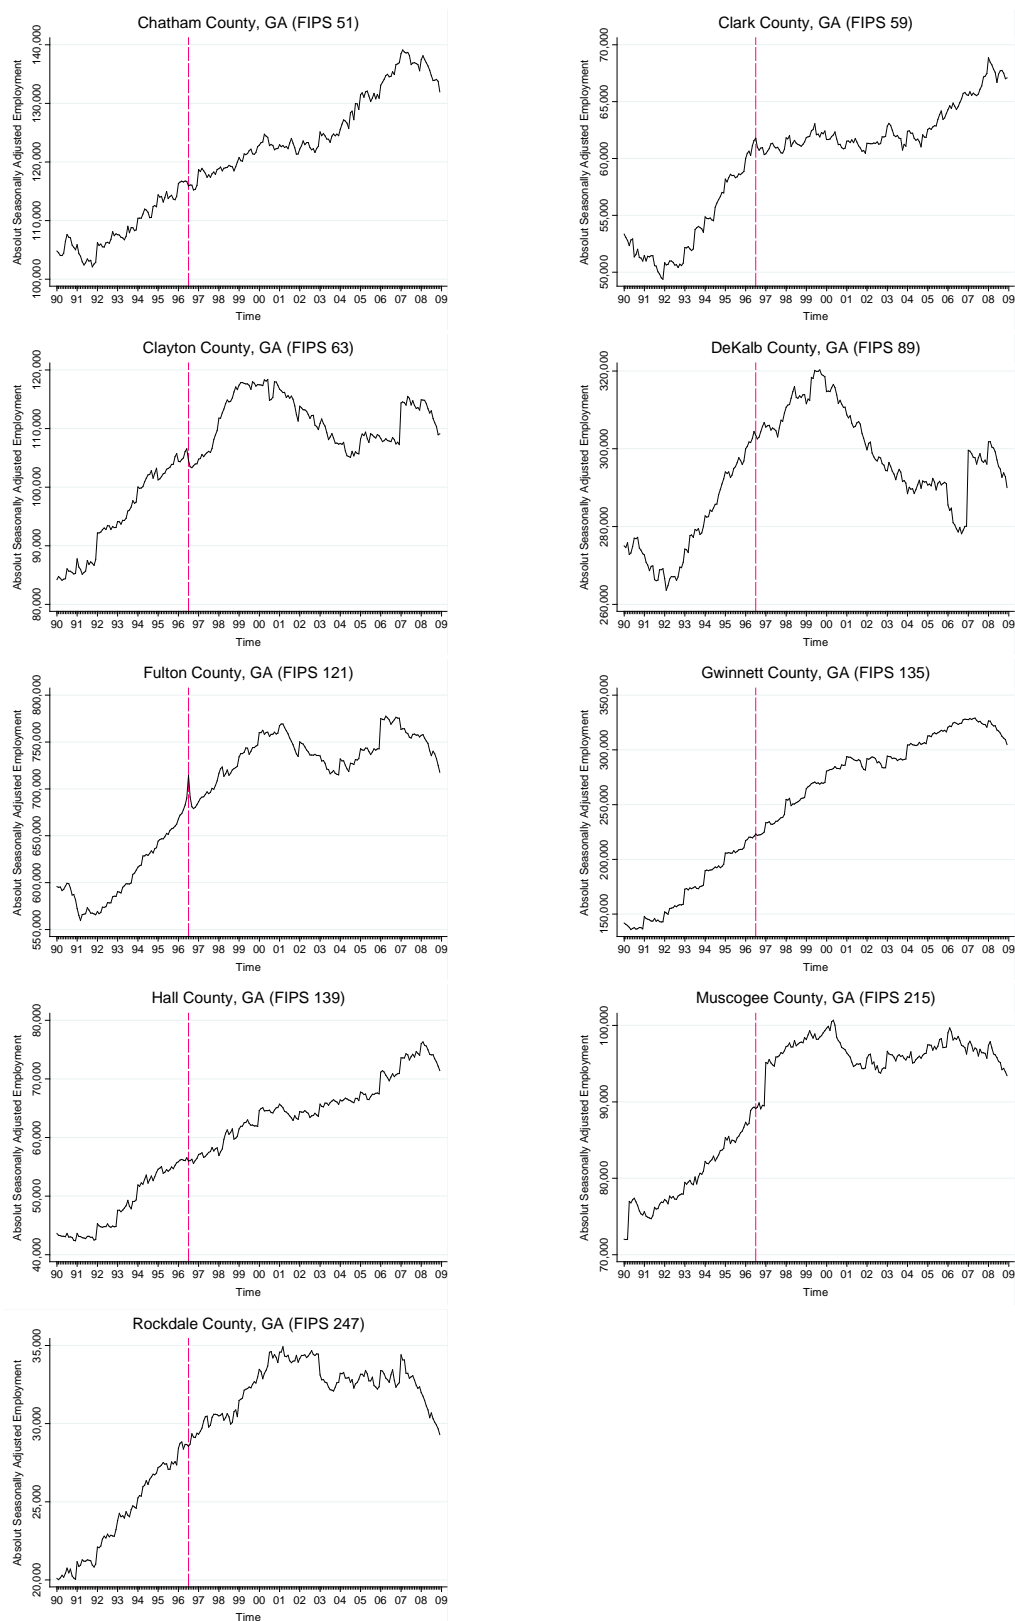 Chatham County, GA (FIPS 51)
Absolut Seasonally Adjusted Employment
140,000
130,000
120,000
110,000
100,000
90 91 92 93 94 95 96 97 98 99 00 01 02 03 04 05 06 07 08 09
Time
Clark County, GA (FIPS 59)
Absolut Seasonally Adjusted Employment
70,000
65,000
60,000
55,000
50,000
90 91 92 93 94 95 96 97 98 99 00 01 02 03 04 05 06 07 08 09
Time
Clayton County, GA (FIPS 63)
Absolut Seasonally Adjusted Employment
120,000
110,000
100,000
90,000
80,000
90 91 92 93 94 95 96 97 98 99 00 01 02 03 04 05 06 07 08 09
Time
DeKalb County, GA (FIPS 89)
Absolut Seasonally Adjusted Employment
320,000
300,000
280,000
260,000
90 91 92 93 94 95 96 97 98 99 00 01 02 03 04 05 06 07 08 09
Time
Fulton County, GA (FIPS 121)
Absolut Seasonally Adjusted Employment
800,000
750,000
700,000
650,000
600,000
550,000
90 91 92 93 94 95 96 97 98 99 00 01 02 03 04 05 06 07 08 09
Time
Gwinnett County, GA (FIPS 135)
Absolut Seasonally Adjusted Employment
350,000
300,000
250,000
200,000
150,000
90 91 92 93 94 95 96 97 98 99 00 01 02 03 04 05 06 07 08 09
Time
Hall County, GA (FIPS 139)
Absolut Seasonally Adjusted Employment
80,000
70,000
60,000
50,000
40,000
90 91 92 93 94 95 96 97 98 99 00 01 02 03 04 05 06 07 08 09
Time
Muscogee County, GA (FIPS 215)
Absolut Seasonally Adjusted Employment
100,000
90,000
80,000
70,000
90 91 92 93 94 95 96 97 98 99 00 01 02 03 04 05 06 07 08 09
Time
Rockdale County, GA (FIPS 247)
Absolut Seasonally Adjusted Employment
35,000
30,000
25,000
20,000
90 91 92 93 94 95 96 97 98 99 00 01 02 03 04 05 06 07 08 09
Time